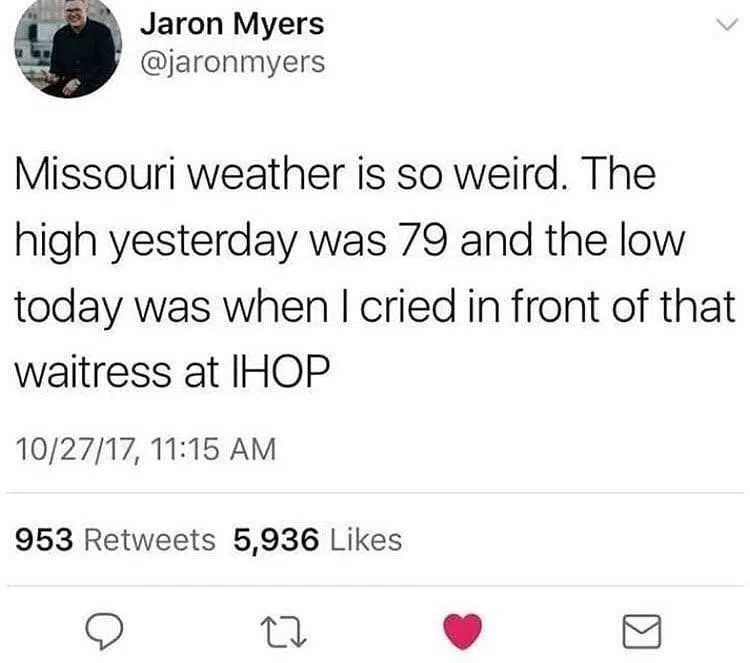 Jaron Myers
@jaronmyers
Missouri weather is so weird. The
high yesterday was 79 and the low
today was when I cried in front of that
waitress at IHOP
10/27/17, 11:15 AM
953 Retweets 5,936 Likes